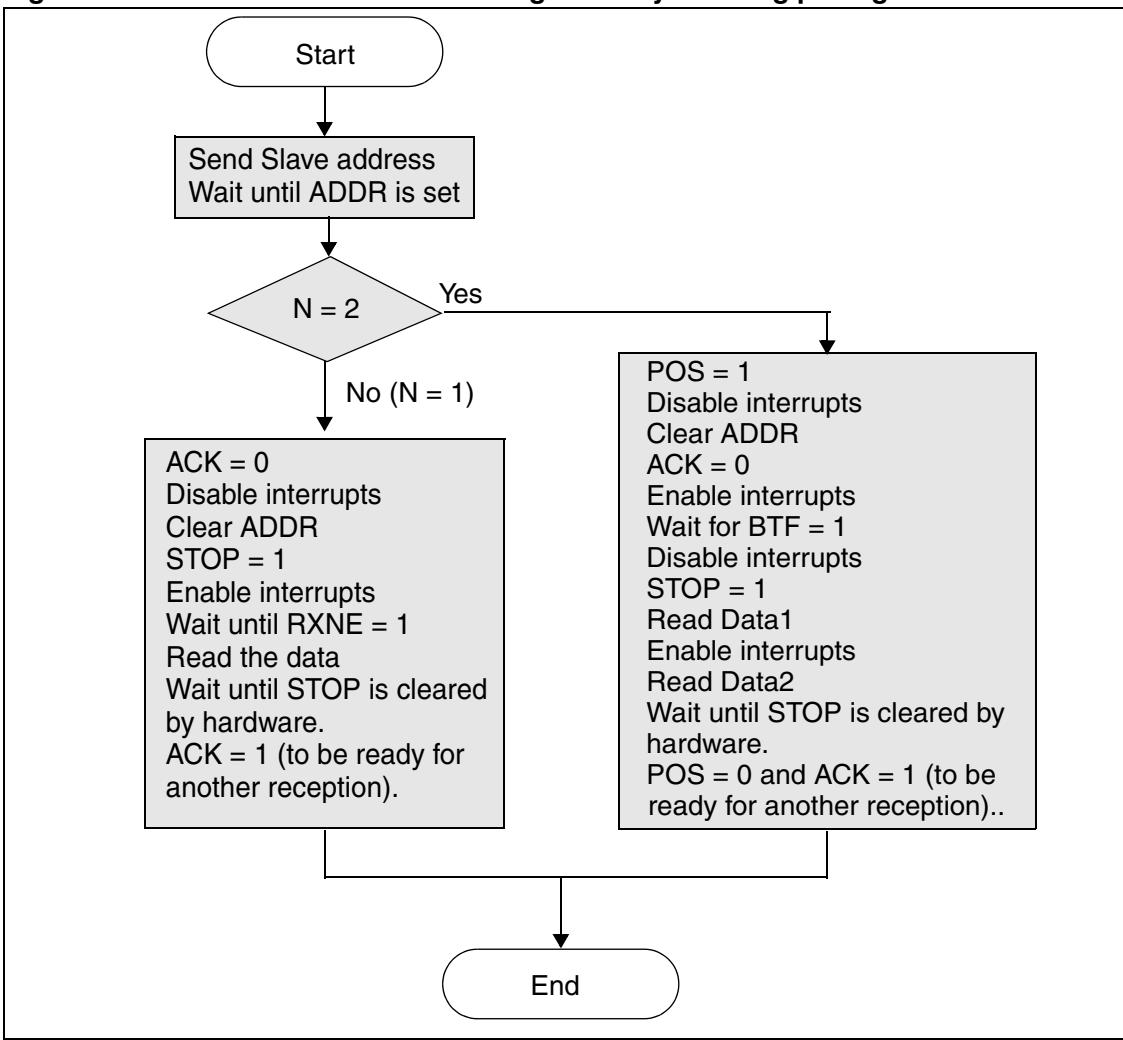 Start
Send Slave address
Wait until ADDR is set
N = 2
Yes
No (N = 1)
ACK = 0
Disable interrupts
Clear ADDR
STOP = 1
Enable interrupts
Wait until RXNE = 1
Read the data
Wait until STOP is cleared
by hardware.
ACK = 1 (to be ready for
another reception).
POS = 1
Disable interrupts
Clear ADDR
ACK = 0
Enable interrupts
Wait for BTF = 1
Disable interrupts
STOP = 1
Read Data1
Enable interrupts
Read Data2
Wait until STOP is cleared by
hardware.
POS = 0 and ACK = 1 (to be
ready for another reception)..
End